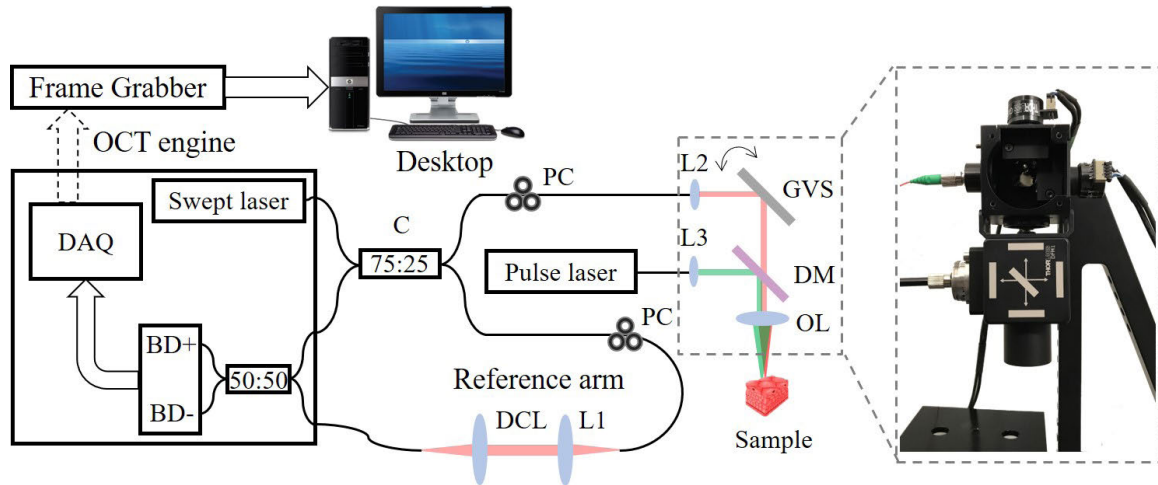 Frame Grabber
OCT engine
Desktop
Swept laser
DAQ
BD+
BD-
50:50
C
75:25
PC
Pulse laser
PC
Reference arm
DCL
L1
L2
GVS
L3
DM
OL
Sample
THOR